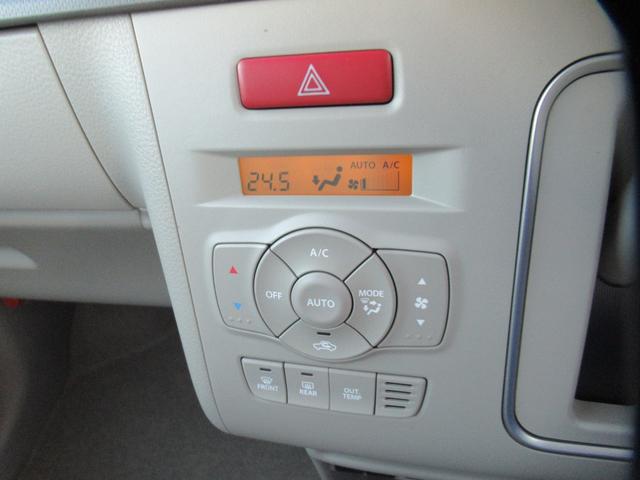 AUTO A/C
24.5
A/C
OFF
AUTO
MODE
FRONT
REAR
OUT
TEMP